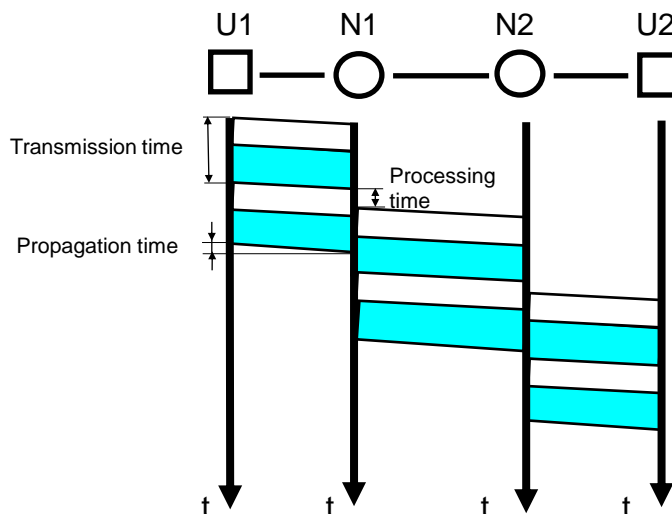 U1 N1 N2 U2
Transmission time
Processing
time
Propagation time
t t t t